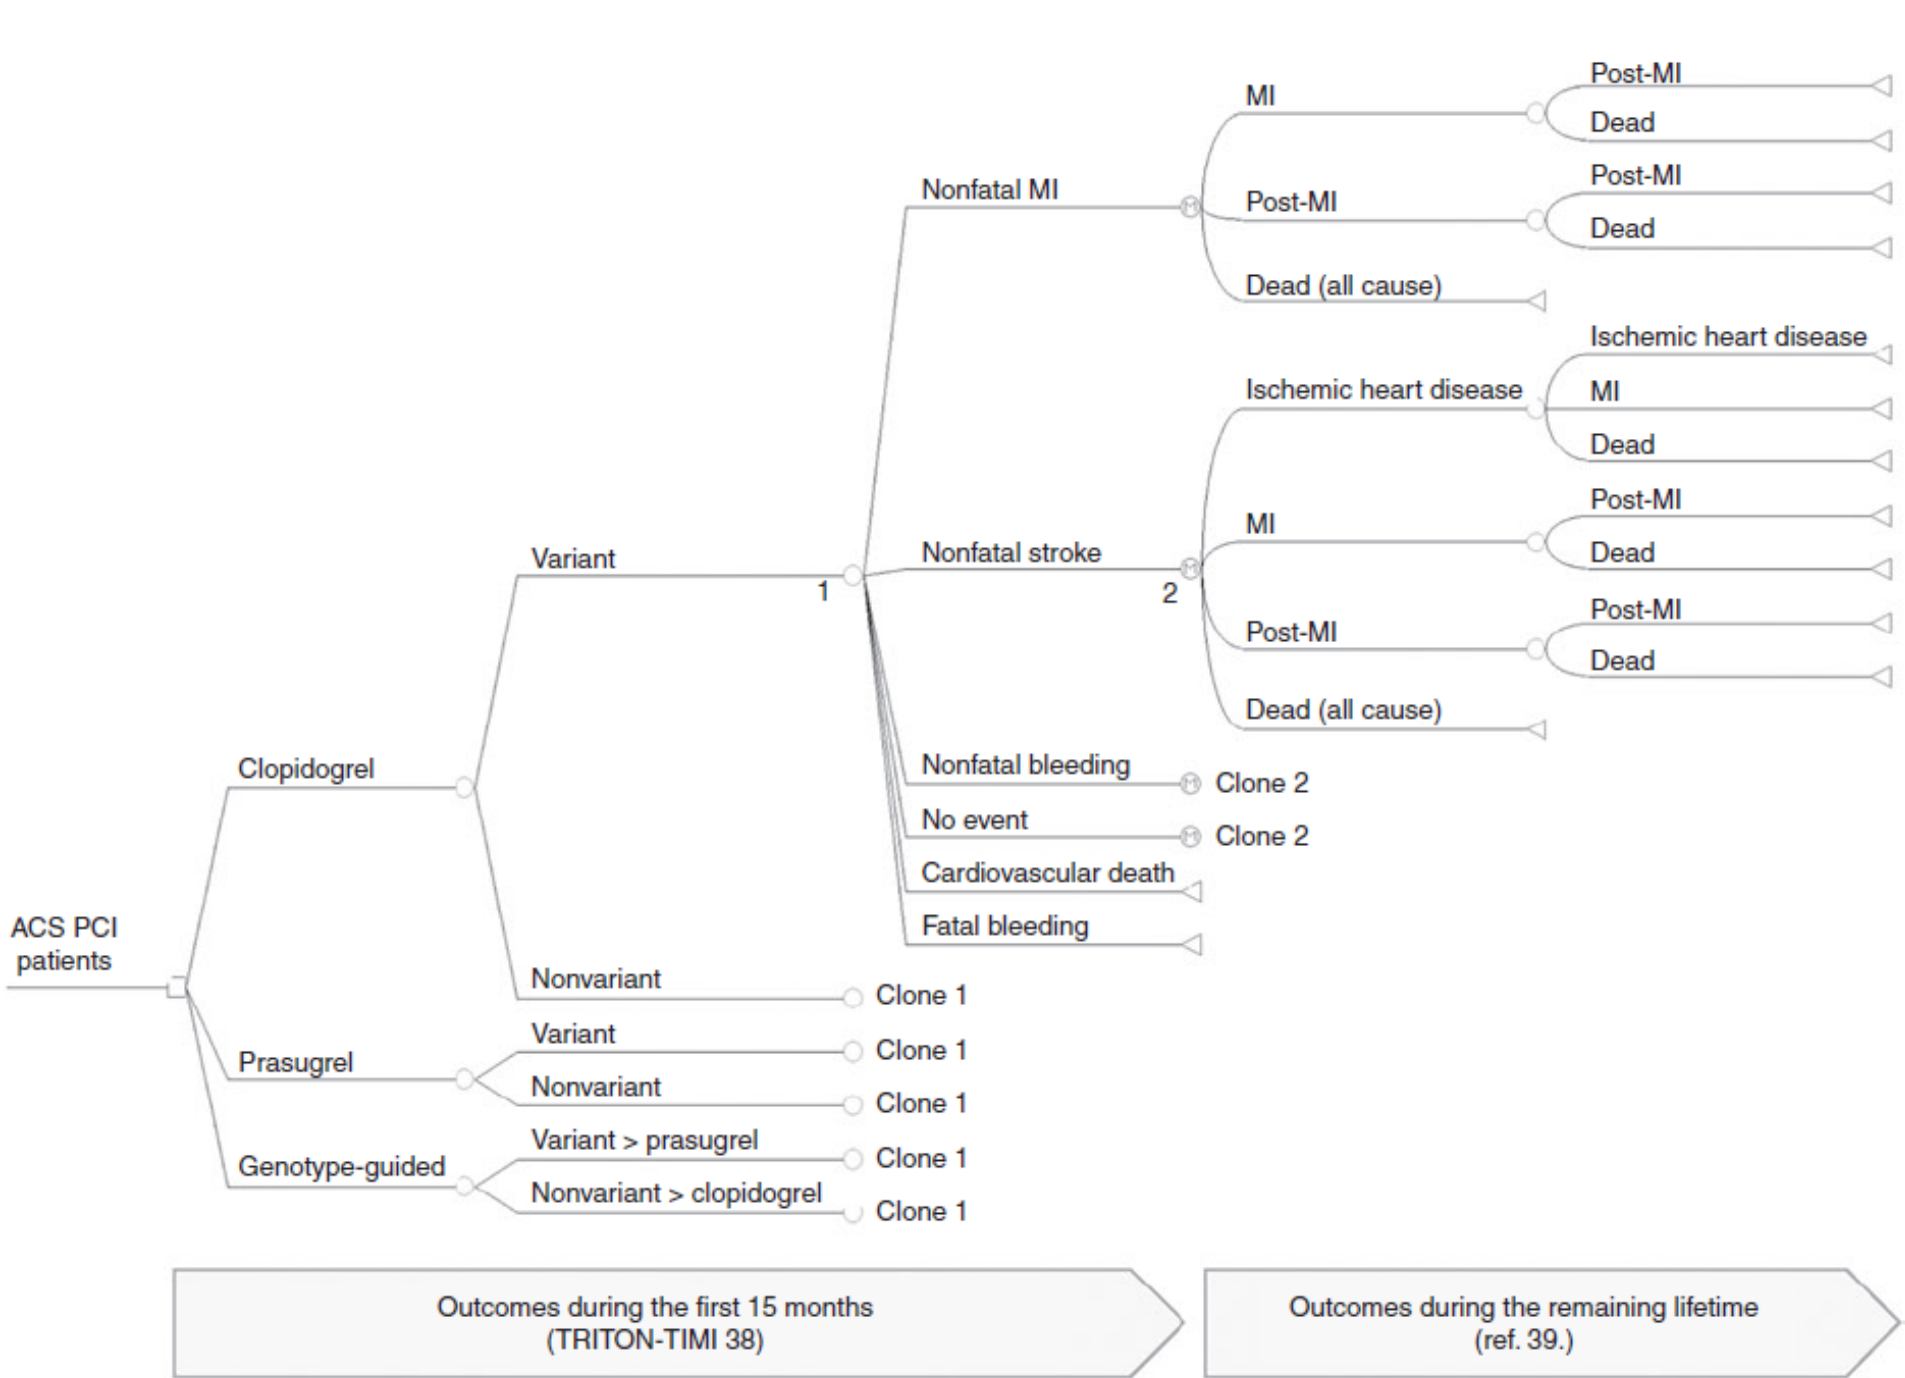 Post-MI
MI
Dead
Post-MI
Nonfatal MI
Post-MI
Dead
Dead (all cause)
Ischemic heart disease
Ischemic heart disease
MI
Dead
Post-MI
MI
Variant
Nonfatal stroke
Dead
1
2
Post-MI
Post-MI
Dead
Dead (all cause)
Clopidogrel
Nonfatal bleeding
M Clone 2
No event
M Clone 2
Cardiovascular death
ACS PCI
patients
Fatal bleeding
Nonvariant
Clone 1
Variant
Clone 1
Prasugrel
Nonvariant
Clone 1
Variant > prasugrel
Clone 1
Genotype-guided
Nonvariant > clopidogrel
Clone 1
Outcomes during the first 15 months
(TRITON-TIMI 38)
Outcomes during the remaining lifetime
(ref. 39.)
M
M